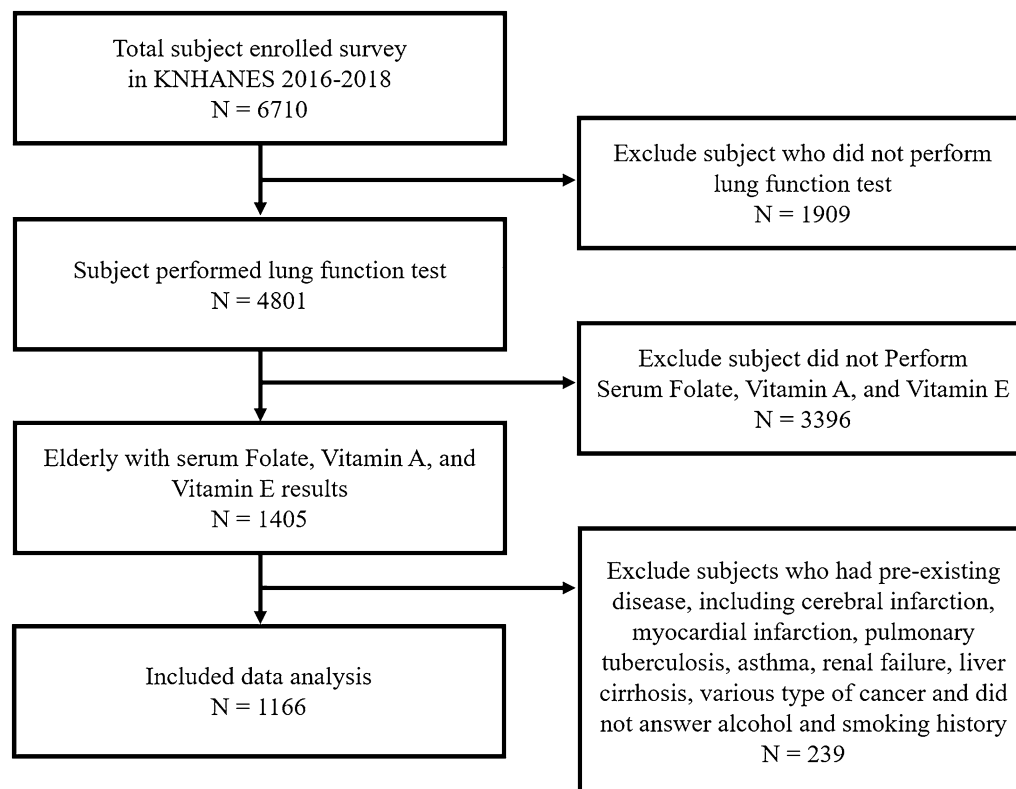 Total subject enrolled survey
in KNHANES 2016-2018
N = 6710
Exclude subject who did not perform
lung function test
N = 1909
Subject performed lung function test
N = 4801
Exclude subject did not Perform
Serum Folate, Vitamin A, and Vitamin E
N = 3396
Elderly with serum Folate, Vitamin A, and
Vitamin E results
N = 1405
Exclude subjects who had pre-existing
disease, including cerebral infarction,
myocardial infarction, pulmonary
tuberculosis, asthma, renal failure, liver
cirrhosis, various type of cancer and did
not answer alcohol and smoking history
N = 239
Included data analysis
N = 1166